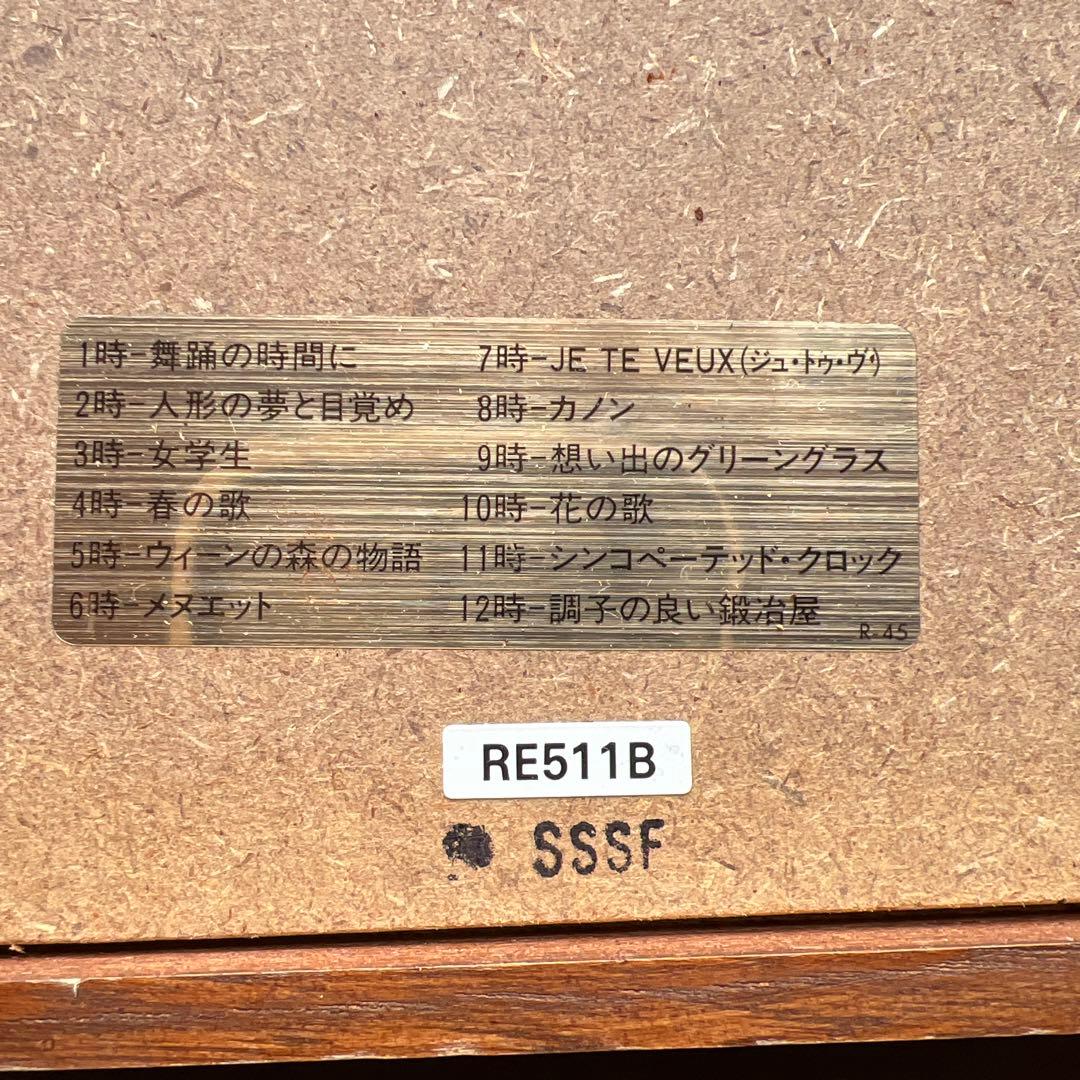 1時-舞踊の時間に
2時-人形の夢と目覚め
3時-女学生
4時-春の歌
5時-ウィーンの森の物語
6時-メヌエット
7時-JE TE VEUX(ジュ・トゥ・ヴ)
8時-カノン
9時-想い出のグリーングラス
10時-花の歌
11時-シンコペーテッド・クロック
12時-調子の良い鍛冶屋
R-45
RE511B
SSSF